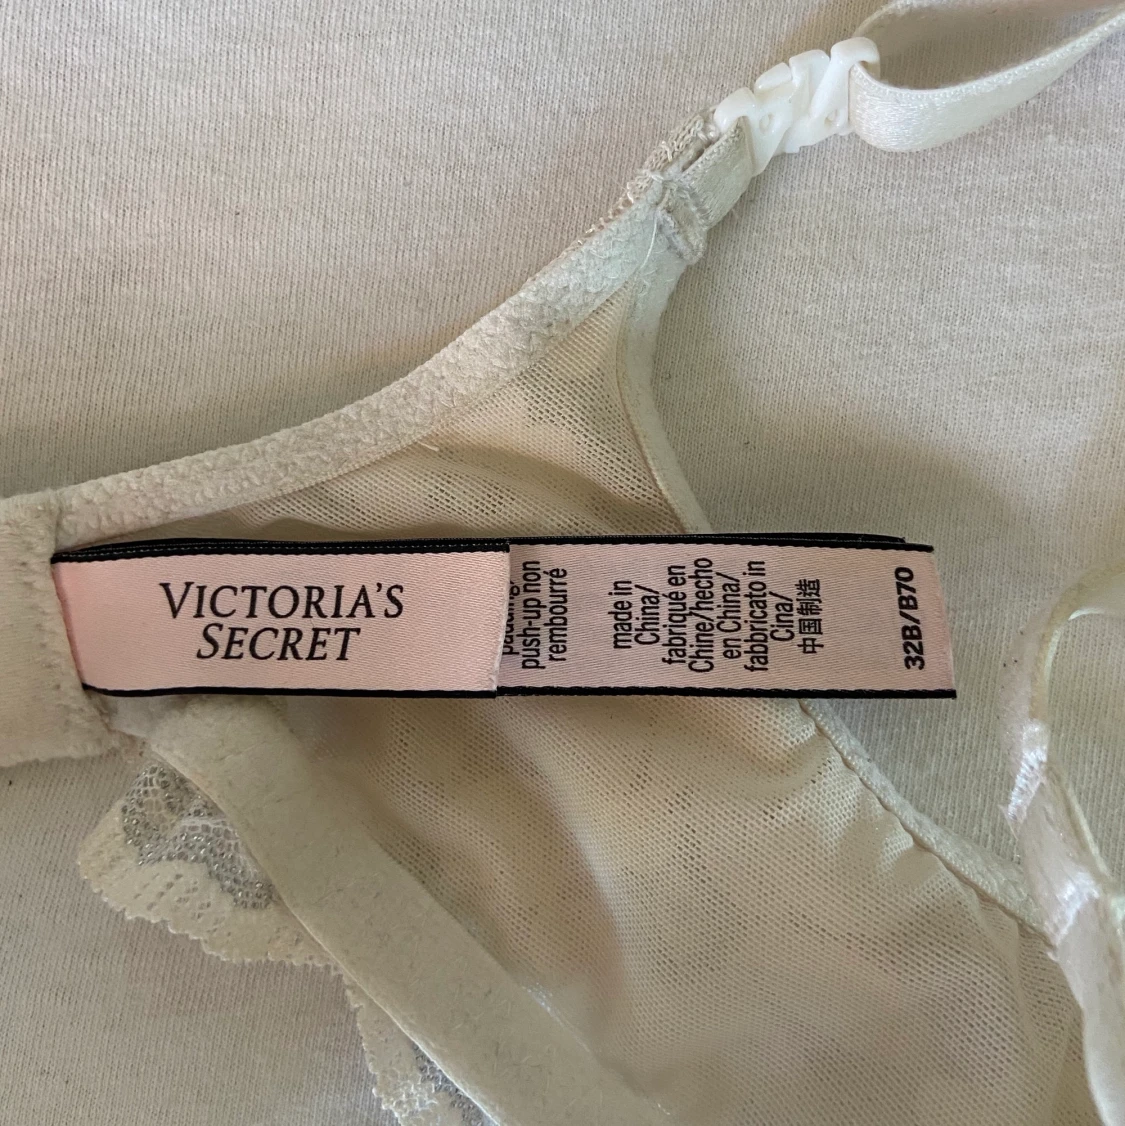 VICTORIA'S
SECRET
push-up non
rembourré
made in
China/
fabriqué en
Chine/hecho
en China/
fabbricato in
Cina/
中国制造
32B/B70